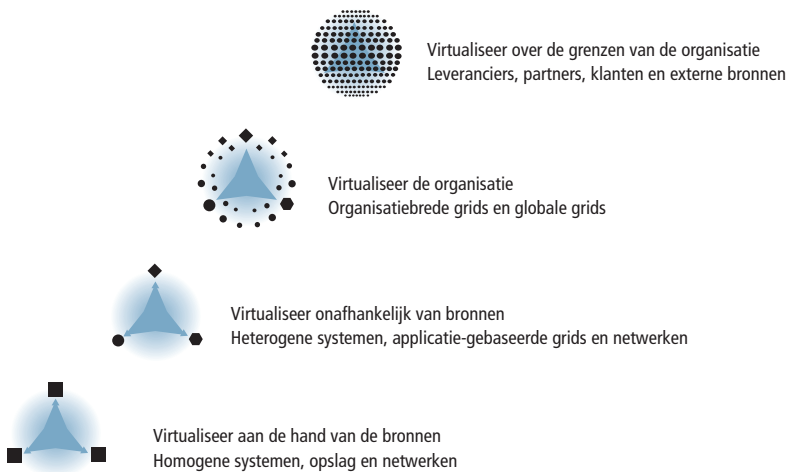 Virtualiseer over de grenzen van de organisatie
Leveranciers, partners, klanten en externe bronnen
Virtualiseer de organisatie
Organisatiebrede grids en globale grids
Virtualiseer onafhankelijk van bronnen
Heterogene systemen, applicatie-gebaseerde grids en netwerken
Virtualiseer aan de hand van de bronnen
Homogene systemen, opslag en netwerken